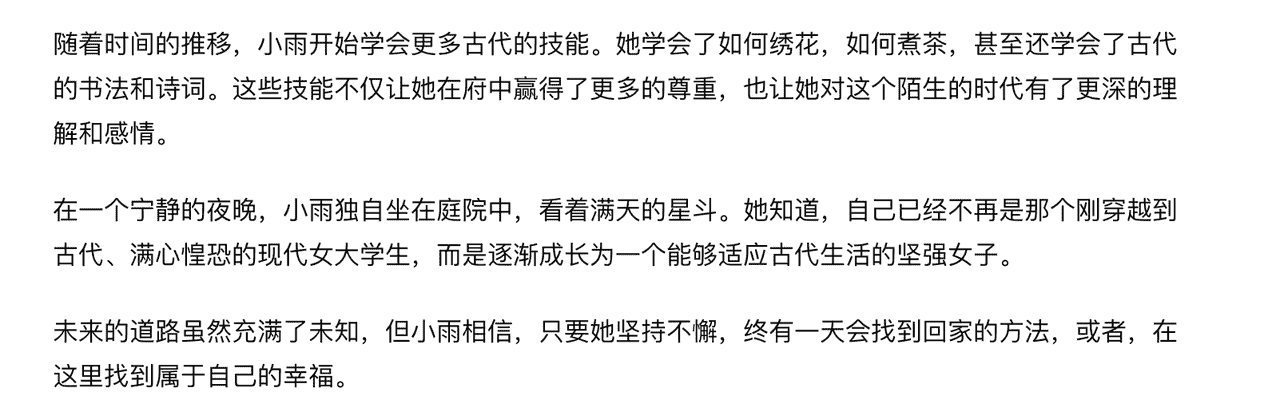 随着时间的推移，小雨开始学会更多古代的技能。她学会了如何绣花，如何煮茶，甚至还学会了古代
的书法和诗词。这些技能不仅让她在府中赢得了更多的尊重，也让她对这个陌生的时代有了更深的理
解和感情。
在一个宁静的夜晚，小雨独自坐在庭院中，看着满天的星斗。她知道，自己已经不再是那个刚穿越到
古代、满心惶恐的现代女大学生，而是逐渐成长为一个能够适应古代生活的坚强女子。
未来的道路虽然充满了未知，但小雨相信，只要她坚持不懈，终有一天会找到回家的方法，或者，在
这里找到属于自己的幸福。